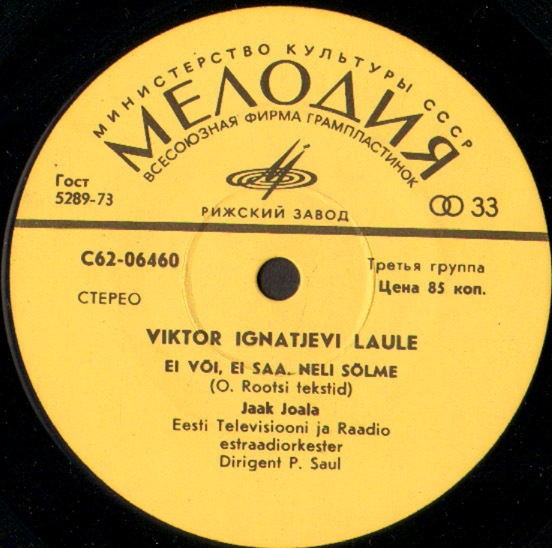 МИНИСТЕРСТВО КУЛЬТУРЫ СССР
МЕЛОДИЯ
ВСЕСОЮЗНАЯ ФИРМА ГРАМПЛАСТИНОК
Гост
5289-73
РИЖСКИЙ ЗАВОД
33
С62-06460
Третья группа
СТЕРЕО
Цена 85 коп.
VIKTOR IGNATJEVI LAULE
EI VÕI, EI SAA. NELI SÕLME
(O. Rootsi tekstid)
Jaak Joala
Eesti Televisiooni ja Raadio
estraadiorkester
Dirigent P. Saul